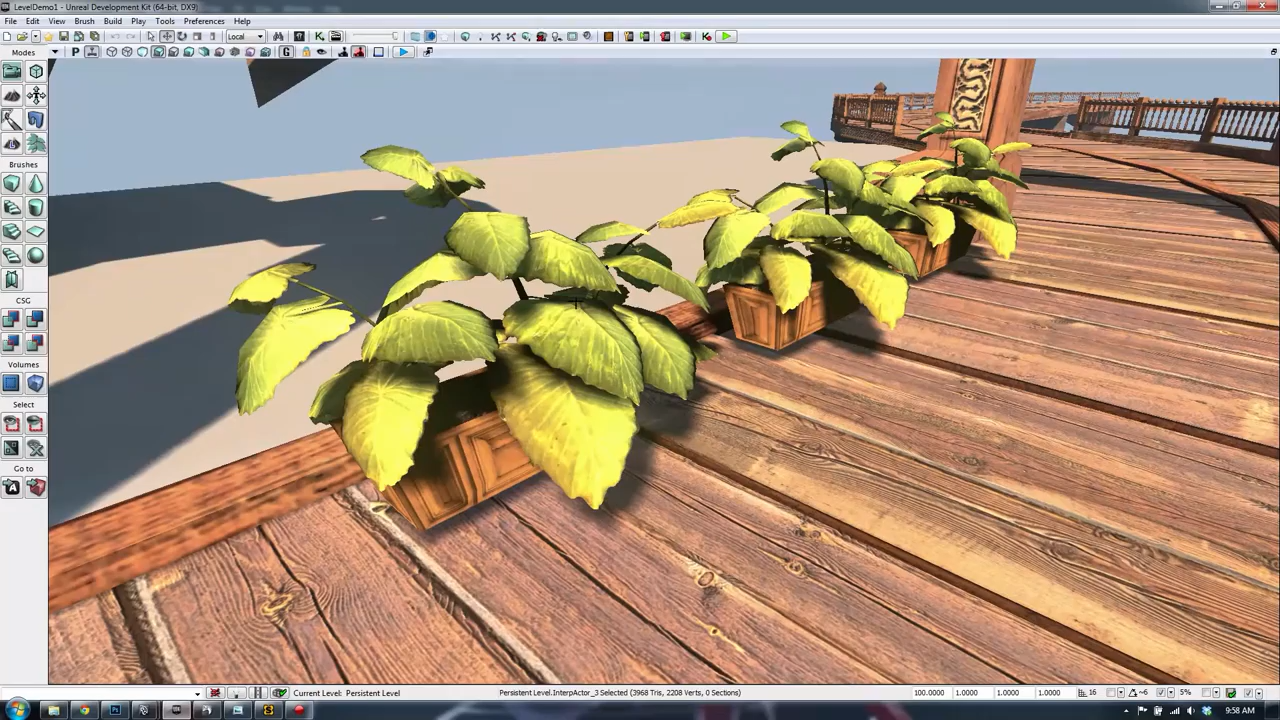 LevelDemo1 - Unreal Development Kit (64-bit, DX9)
File Edit View Brush Build Play Tools Preferences Help
Local
Modes
P
G
Brushes
CSG
Volumes
Select
Go to
Current Level: Persistent Level
Persistent Level.InterpActor_3 Selected (3968 Tris, 2208 Verts, 0 Sections)
100.0000 1.0000 1.0000 1.0000 16 5%
9:58 AM